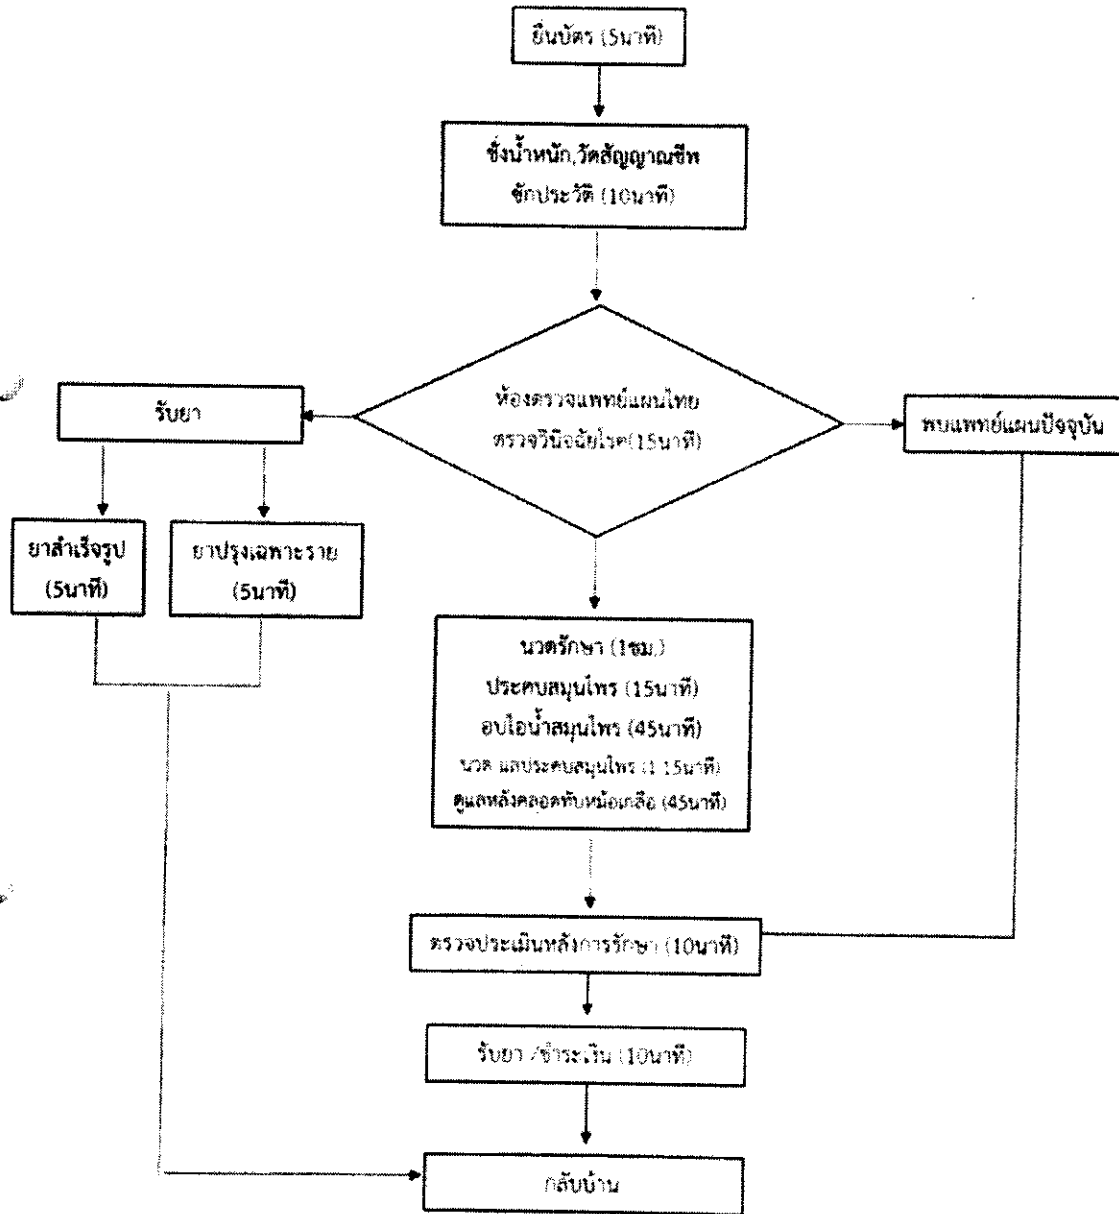 ยื่นบัตร (5นาที)
ชั่งน้ำหนัก,วัดสัญญาณชีพ
ซักประวัติ (10นาที)
ห้องตรวจแพทย์แผนไทย
ตรวจวินิจฉัยโรค(15นาที)
รับยา
พบแพทย์แผนปัจจุบัน
ยาสำเร็จรูป
(5นาที)
ยาปรุงเฉพาะราย
(5นาที)
นวดรักษา (1ชม.)
ประคบสมุนไพร (15นาที)
อบไอน้ำสมุนไพร (45นาที)
นวด และประคบสมุนไพร (1.15นาที)
ดูแลหลังคลอดทับหม้อเกลือ (45นาที)
ตรวจประเมินหลังการรักษา (10นาที)
รับยา /ชำระเงิน (10นาที)
กลับบ้าน